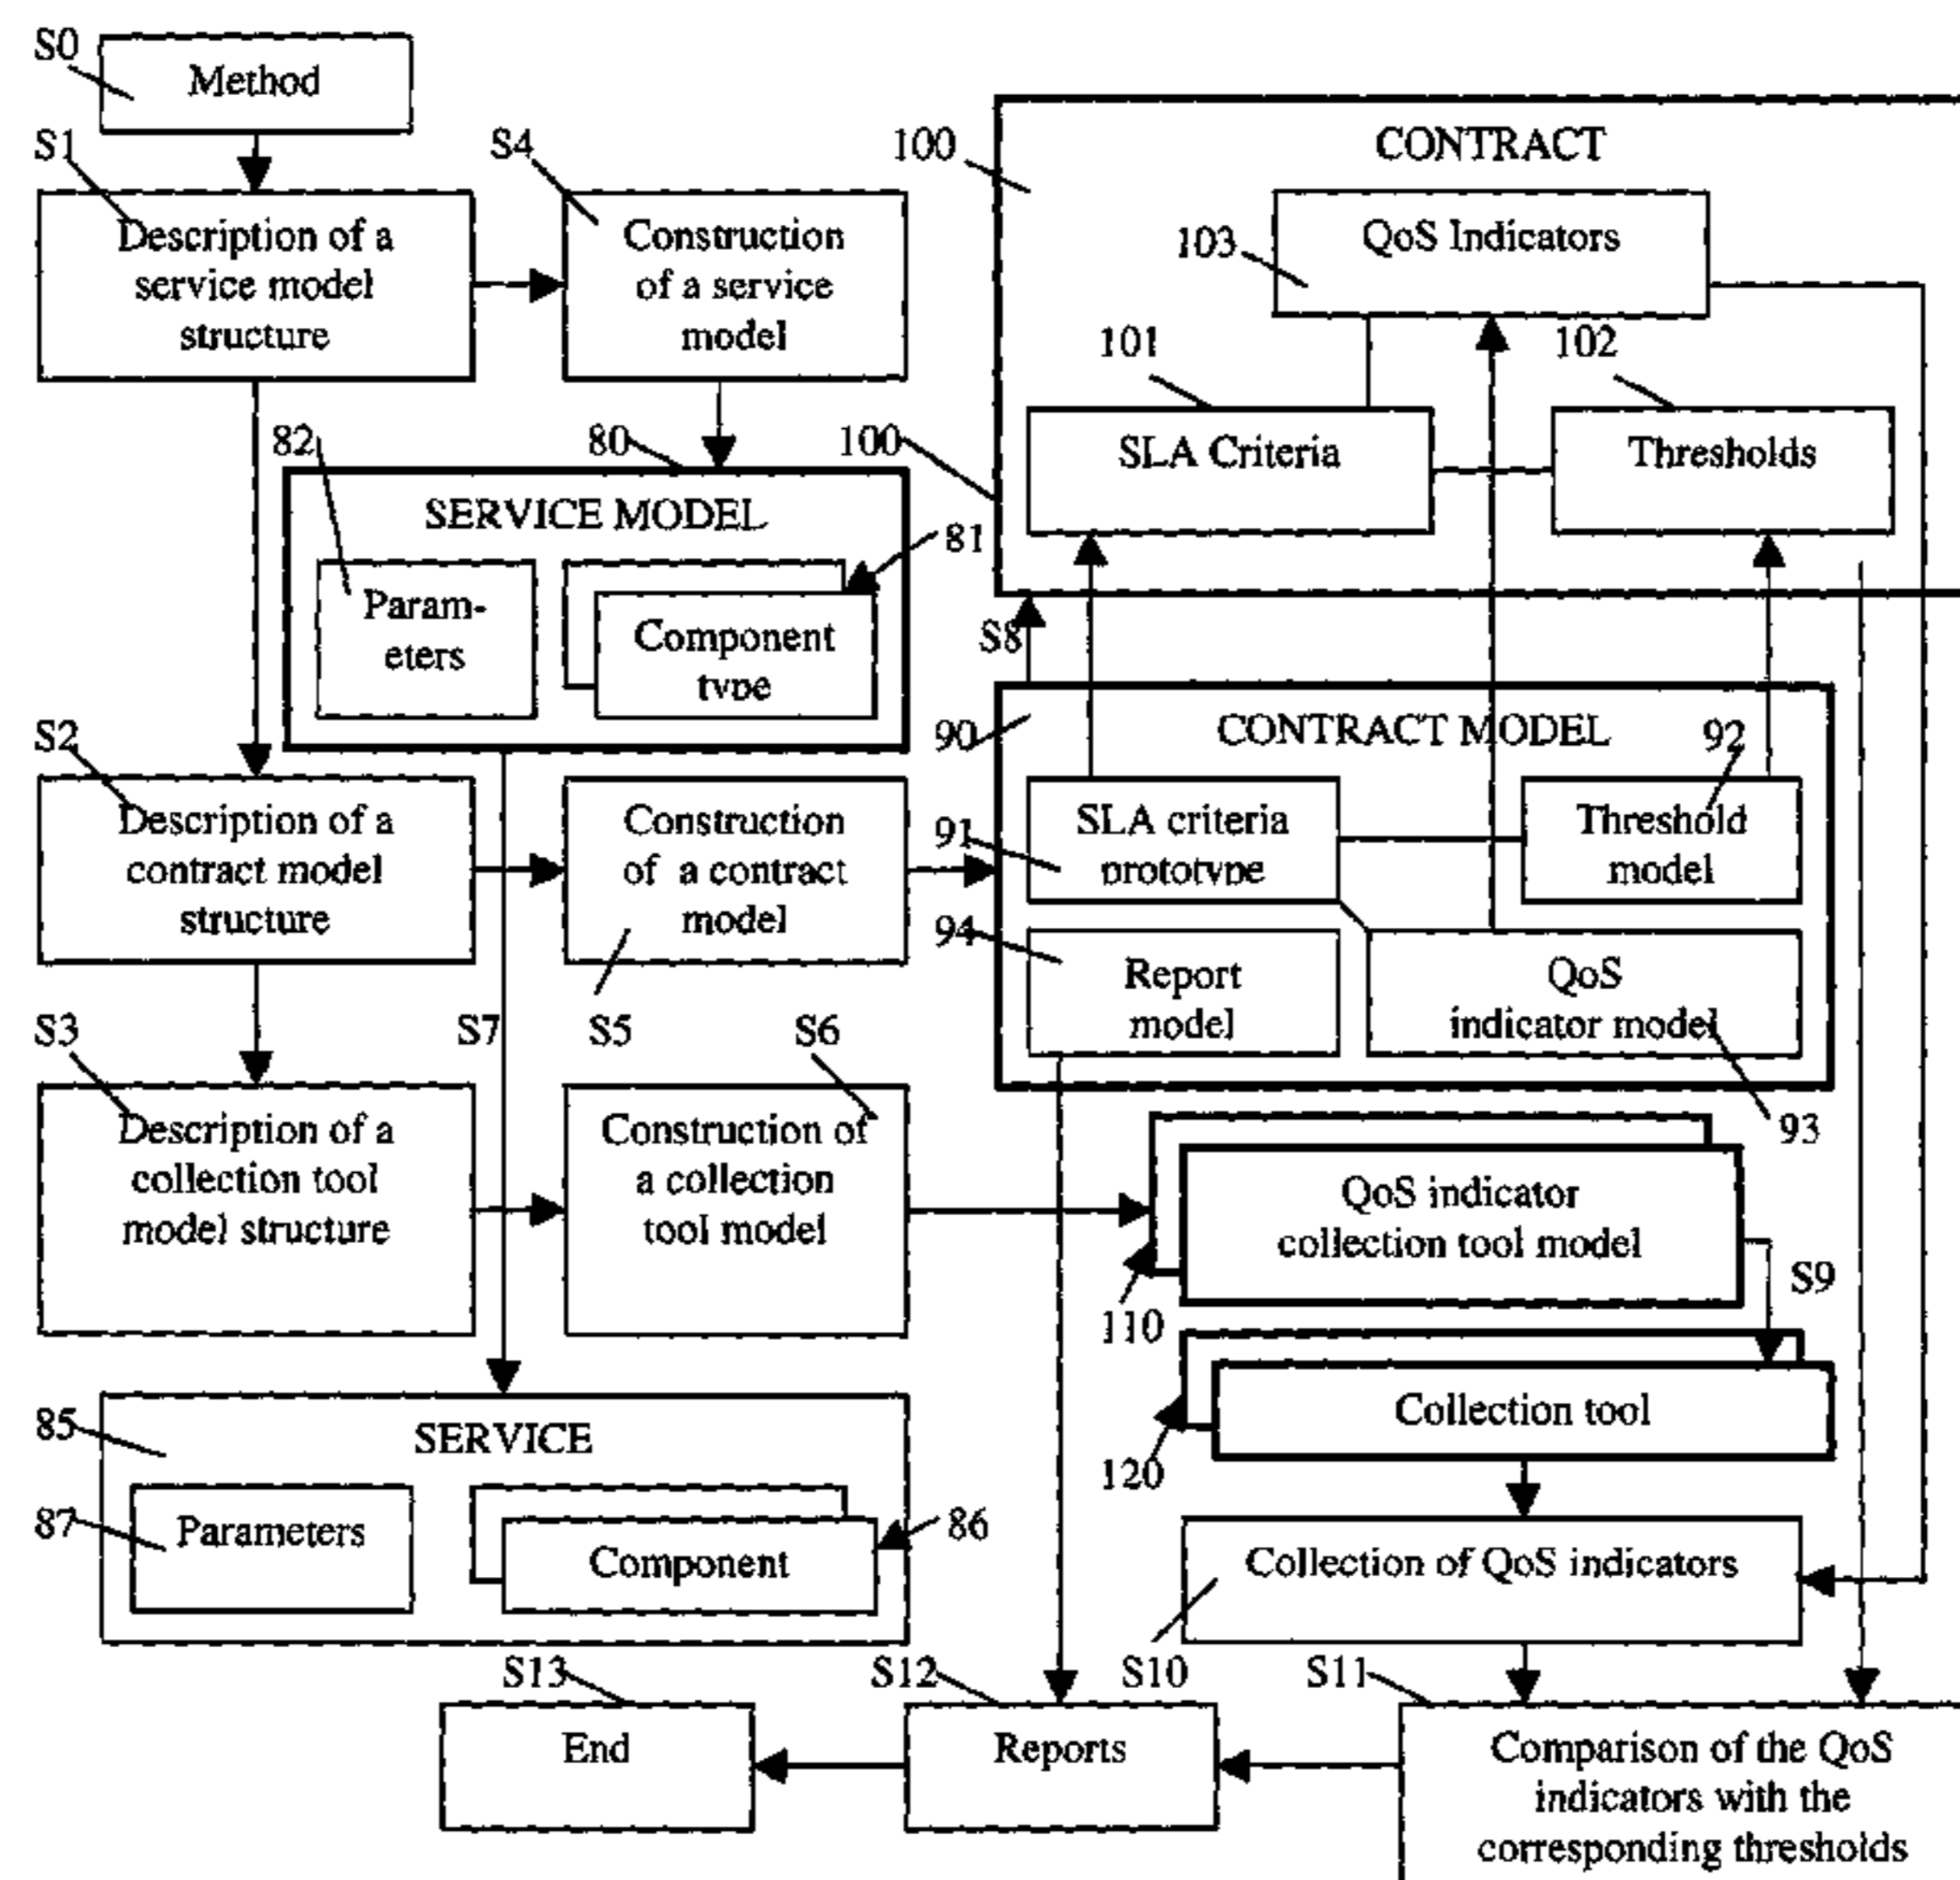 S0
Method
S1
Description of a
service model
structure
S4
Construction
of a service
model
100
CONTRACT
103
QoS Indicators
101
SLA Criteria
102
Thresholds
100
82
80
SERVICE MODEL
81
Param-
eters
Component
type
S8
S2
Description of a
contract model
structure
Construction
of a contract
model
S5
90
CONTRACT MODEL
92
91
SLA criteria
prototype
Threshold
model
94
Report
model
QoS
indicator model
93
S3
Description of a
collection tool
model structure
S7
S6
Construction of
a collection
tool model
QoS indicator
collection tool model
110
S9
Collection tool
120
85
SERVICE
87
Parameters
Component
86
Collection of QoS indicators
S10
S13
End
S12
Reports
S11
Comparison of the QoS
indicators with the
corresponding thresholds